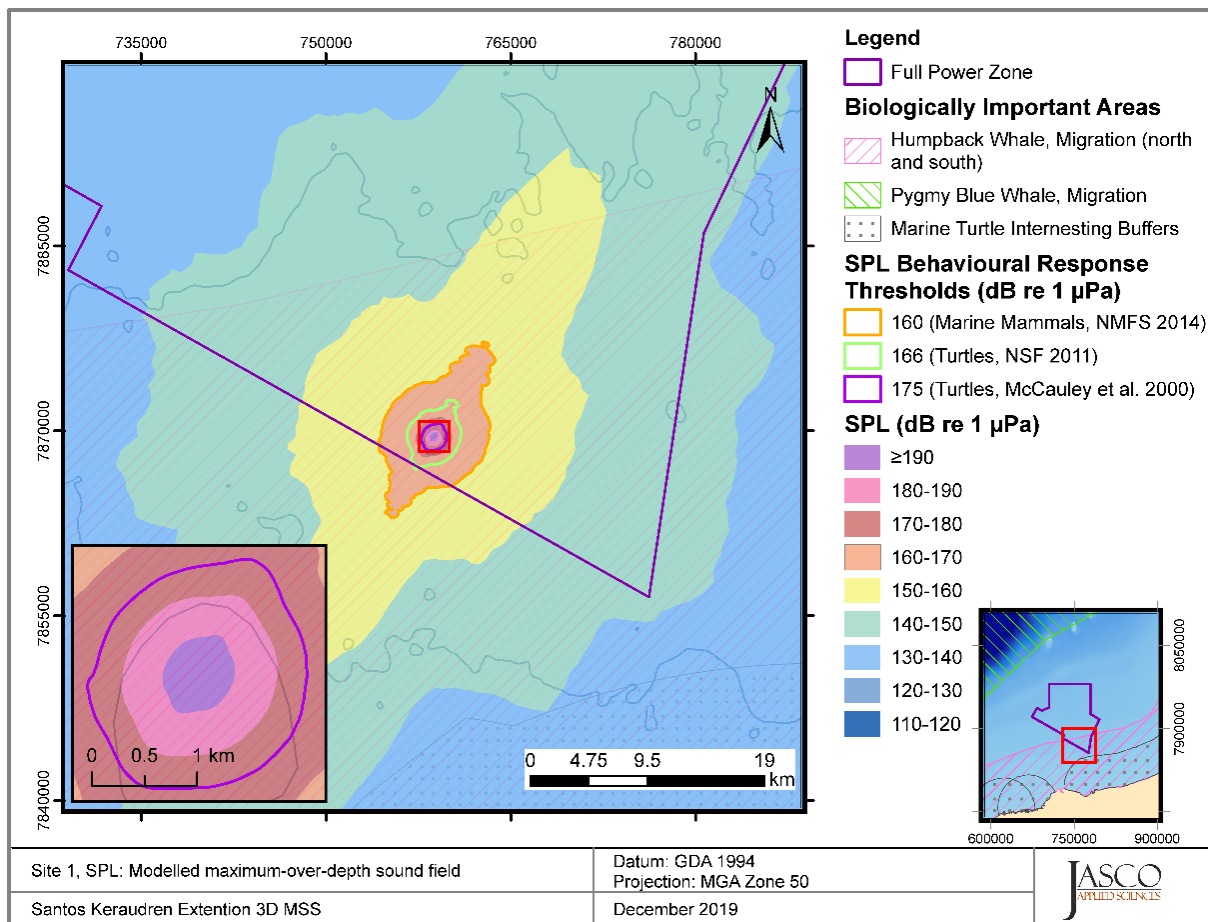 735000 750000 765000 780000
7885000
7870000
7855000
7840000
N
0 0.5 1 km
0 4.75 9.5 19
km
Legend
Full Power Zone
Biologically Important Areas
Humpback Whale, Migration (north
and south)
Pygmy Blue Whale, Migration
Marine Turtle Internesting Buffers
SPL Behavioural Response
Thresholds (dB re 1 µPa)
160 (Marine Mammals, NMFS 2014)
166 (Turtles, NSF 2011)
175 (Turtles, McCauley et al. 2000)
SPL (dB re 1 µPa)
≥190
180-190
170-180
160-170
150-160
140-150
130-140
120-130
110-120
8050000
7900000
600000 750000 900000
Site 1, SPL: Modelled maximum-over-depth sound field
Datum: GDA 1994
Projection: MGA Zone 50
Santos Keraudren Extention 3D MSS
December 2019
JASCO
APPLIED SCIENCES